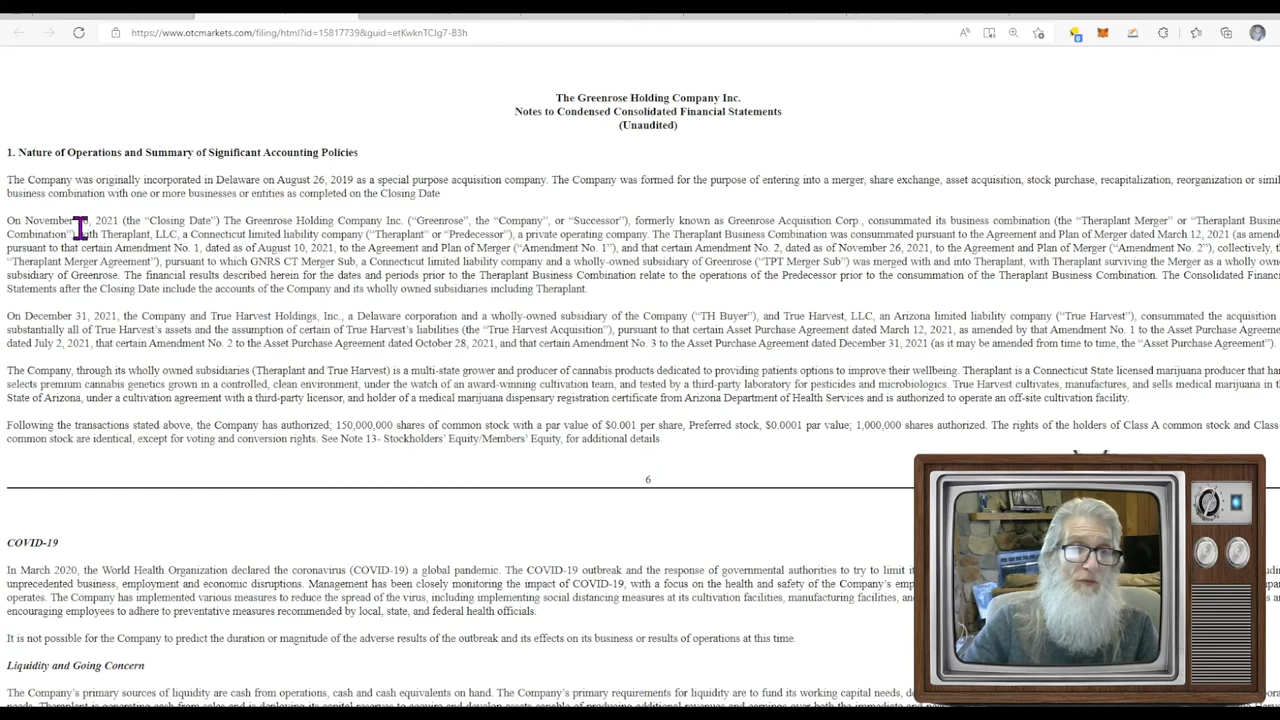 https://www.otcmarkets.com/filing/html?id=15817739&guid=etKwknTCJg7-B3h
The Greenrose Holding Company Inc.
Notes to Condensed Consolidated Financial Statements
(Unaudited)
1. Nature of Operations and Summary of Significant Accounting Policies
The Company was originally incorporated in Delaware on August 26, 2019 as a special purpose acquisition company. The Company was formed for the purpose of entering into a merger, share exchange, asset acquisition, stock purchase, recapitalization, reorganization or simil
business combination with one or more businesses or entities as completed on the Closing Date
On November , 2021 (the “Closing Date”) The Greenrose Holding Company Inc. (“Greenrose”, the “Company”, or “Successor”), formerly known as Greenrose Acquisition Corp., consummated its business combination (the “Theraplant Merger” or “Theraplant Busine
Combination”) with Theraplant, LLC, a Connecticut limited liability company (“Theraplant” or “Predecessor”), a private operating company. The Theraplant Business Combination was consummated pursuant to the Agreement and Plan of Merger dated March 12, 2021 (as amend
pursuant to that certain Amendment No. 1, dated as of August 10, 2021, to the Agreement and Plan of Merger (“Amendment No. 1”), and that certain Amendment No. 2, dated as of November 26, 2021, to the Agreement and Plan of Merger (“Amendment No. 2”), collectively, t
“Theraplant Merger Agreement”), pursuant to which GNRS CT Merger Sub, a Connecticut limited liability company and a wholly-owned subsidiary of Greenrose (“TPT Merger Sub”) was merged with and into Theraplant, with Theraplant surviving the Merger as a wholly own
subsidiary of Greenrose. The financial results described herein for the dates and periods prior to the Theraplant Business Combination relate to the operations of the Predecessor prior to the consummation of the Theraplant Business Combination. The Consolidated Financi
Statements after the Closing Date include the accounts of the Company and its wholly owned subsidiaries including Theraplant.
On December 31, 2021, the Company and True Harvest Holdings, Inc., a Delaware corporation and a wholly-owned subsidiary of the Company (“TH Buyer”), and True Harvest, LLC, an Arizona limited liability company (“True Harvest”), consummated the acquisition
substantially all of True Harvest’s assets and the assumption of certain of True Harvest’s liabilities (the “True Harvest Acquisition”), pursuant to that certain Asset Purchase Agreement dated March 12, 2021, as amended by that Amendment No. 1 to the Asset Purchase Agreeme
dated July 2, 2021, that certain Amendment No. 2 to the Asset Purchase Agreement dated October 28, 2021, and that certain Amendment No. 3 to the Asset Purchase Agreement dated December 31, 2021 (as it may be amended from time to time, the “Asset Purchase Agreement”).
The Company, through its wholly owned subsidiaries (Theraplant and True Harvest) is a multi-state grower and producer of cannabis products dedicated to providing patients options to improve their wellbeing. Theraplant is a Connecticut State licensed marijuana producer that ha
selects premium cannabis genetics grown in a controlled, clean environment, under the watch of an award-winning cultivation team, and tested by a third-party laboratory for pesticides and microbiologics. True Harvest cultivates, manufactures, and sells medical marijuana in th
State of Arizona, under a cultivation agreement with a third-party licensor, and holder of a medical marijuana dispensary registration certificate from Arizona Department of Health Services and is authorized to operate an off-site cultivation facility.
Following the transactions stated above, the Company has authorized; 150,000,000 shares of common stock with a par value of $0.001 per share, Preferred stock, $0.0001 par value; 1,000,000 shares authorized. The rights of the holders of Class A common stock and Class
common stock are identical, except for voting and conversion rights. See Note 13- Stockholders’ Equity/Members’ Equity, for additional details
6
COVID-19
In March 2020, the World Health Organization declared the coronavirus (COVID-19) a global pandemic. The COVID-19 outbreak and the response of governmental authorities to try to limit i
unprecedented business, employment and economic disruptions. Management has been closely monitoring the impact of COVID-19, with a focus on the health and safety of the Company’s emp
operates. The Company has implemented various measures to reduce the spread of the virus, including implementing social distancing measures at its cultivation facilities, manufacturing facilities, an
encouraging employees to adhere to preventative measures recommended by local, state, and federal health officials.
It is not possible for the Company to predict the duration or magnitude of the adverse results of the outbreak and its effects on its business or results of operations at this time.
Liquidity and Going Concern
The Company’s primary sources of liquidity are cash from operations, cash and cash equivalents on hand. The Company’s primary requirements for liquidity are to fund its working capital needs, d